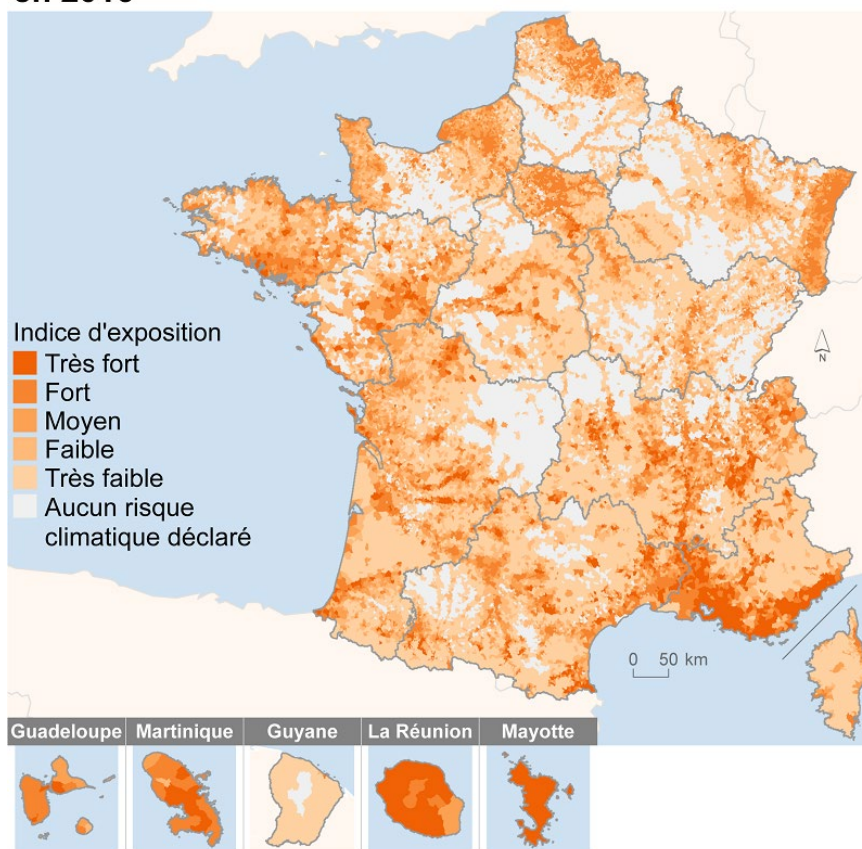 Indice d'exposition
Très fort
Fort
Moyen
Faible
Très faible
Aucun risque
climatique déclaré
N
0 50 km
Guadeloupe Martinique Guyane La Réunion Mayotte